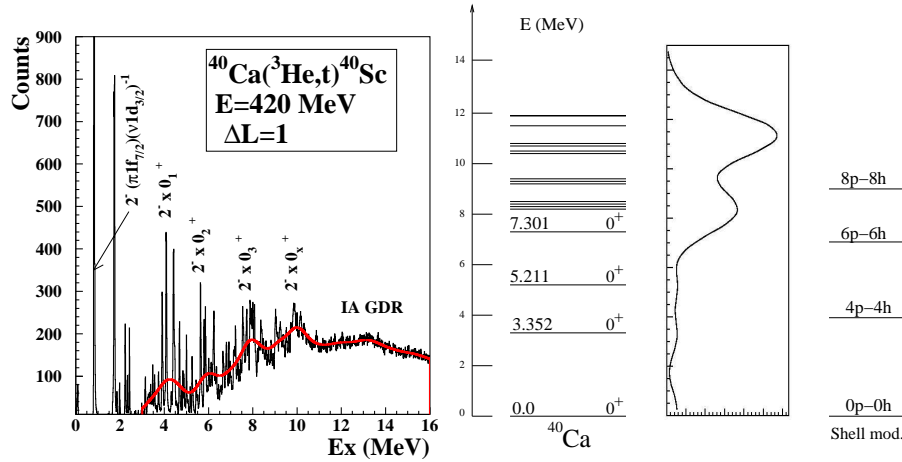 Counts
900
800
700
600
500
400
300
200
100
0
2
4
6
8
10
12
14
16
Ex (MeV)
⁴⁰Ca(³He,t)⁴⁰Sc
E=420 MeV
ΔL=1
2⁻ (π1f₇/₂)(ν1d₃/₂)⁻¹
2⁻ x 0₁⁺
2⁻ x 0₂⁺
2⁻ x 0₃⁺
2⁻ x 0ₓ⁺
IA GDR
E (MeV)
14
12
10
8
6
4
2
0
7.301 0⁺
5.211 0⁺
3.352 0⁺
0.0 0⁺
⁴⁰Ca
8p−8h
6p−6h
4p−4h
0p−0h
Shell mod.